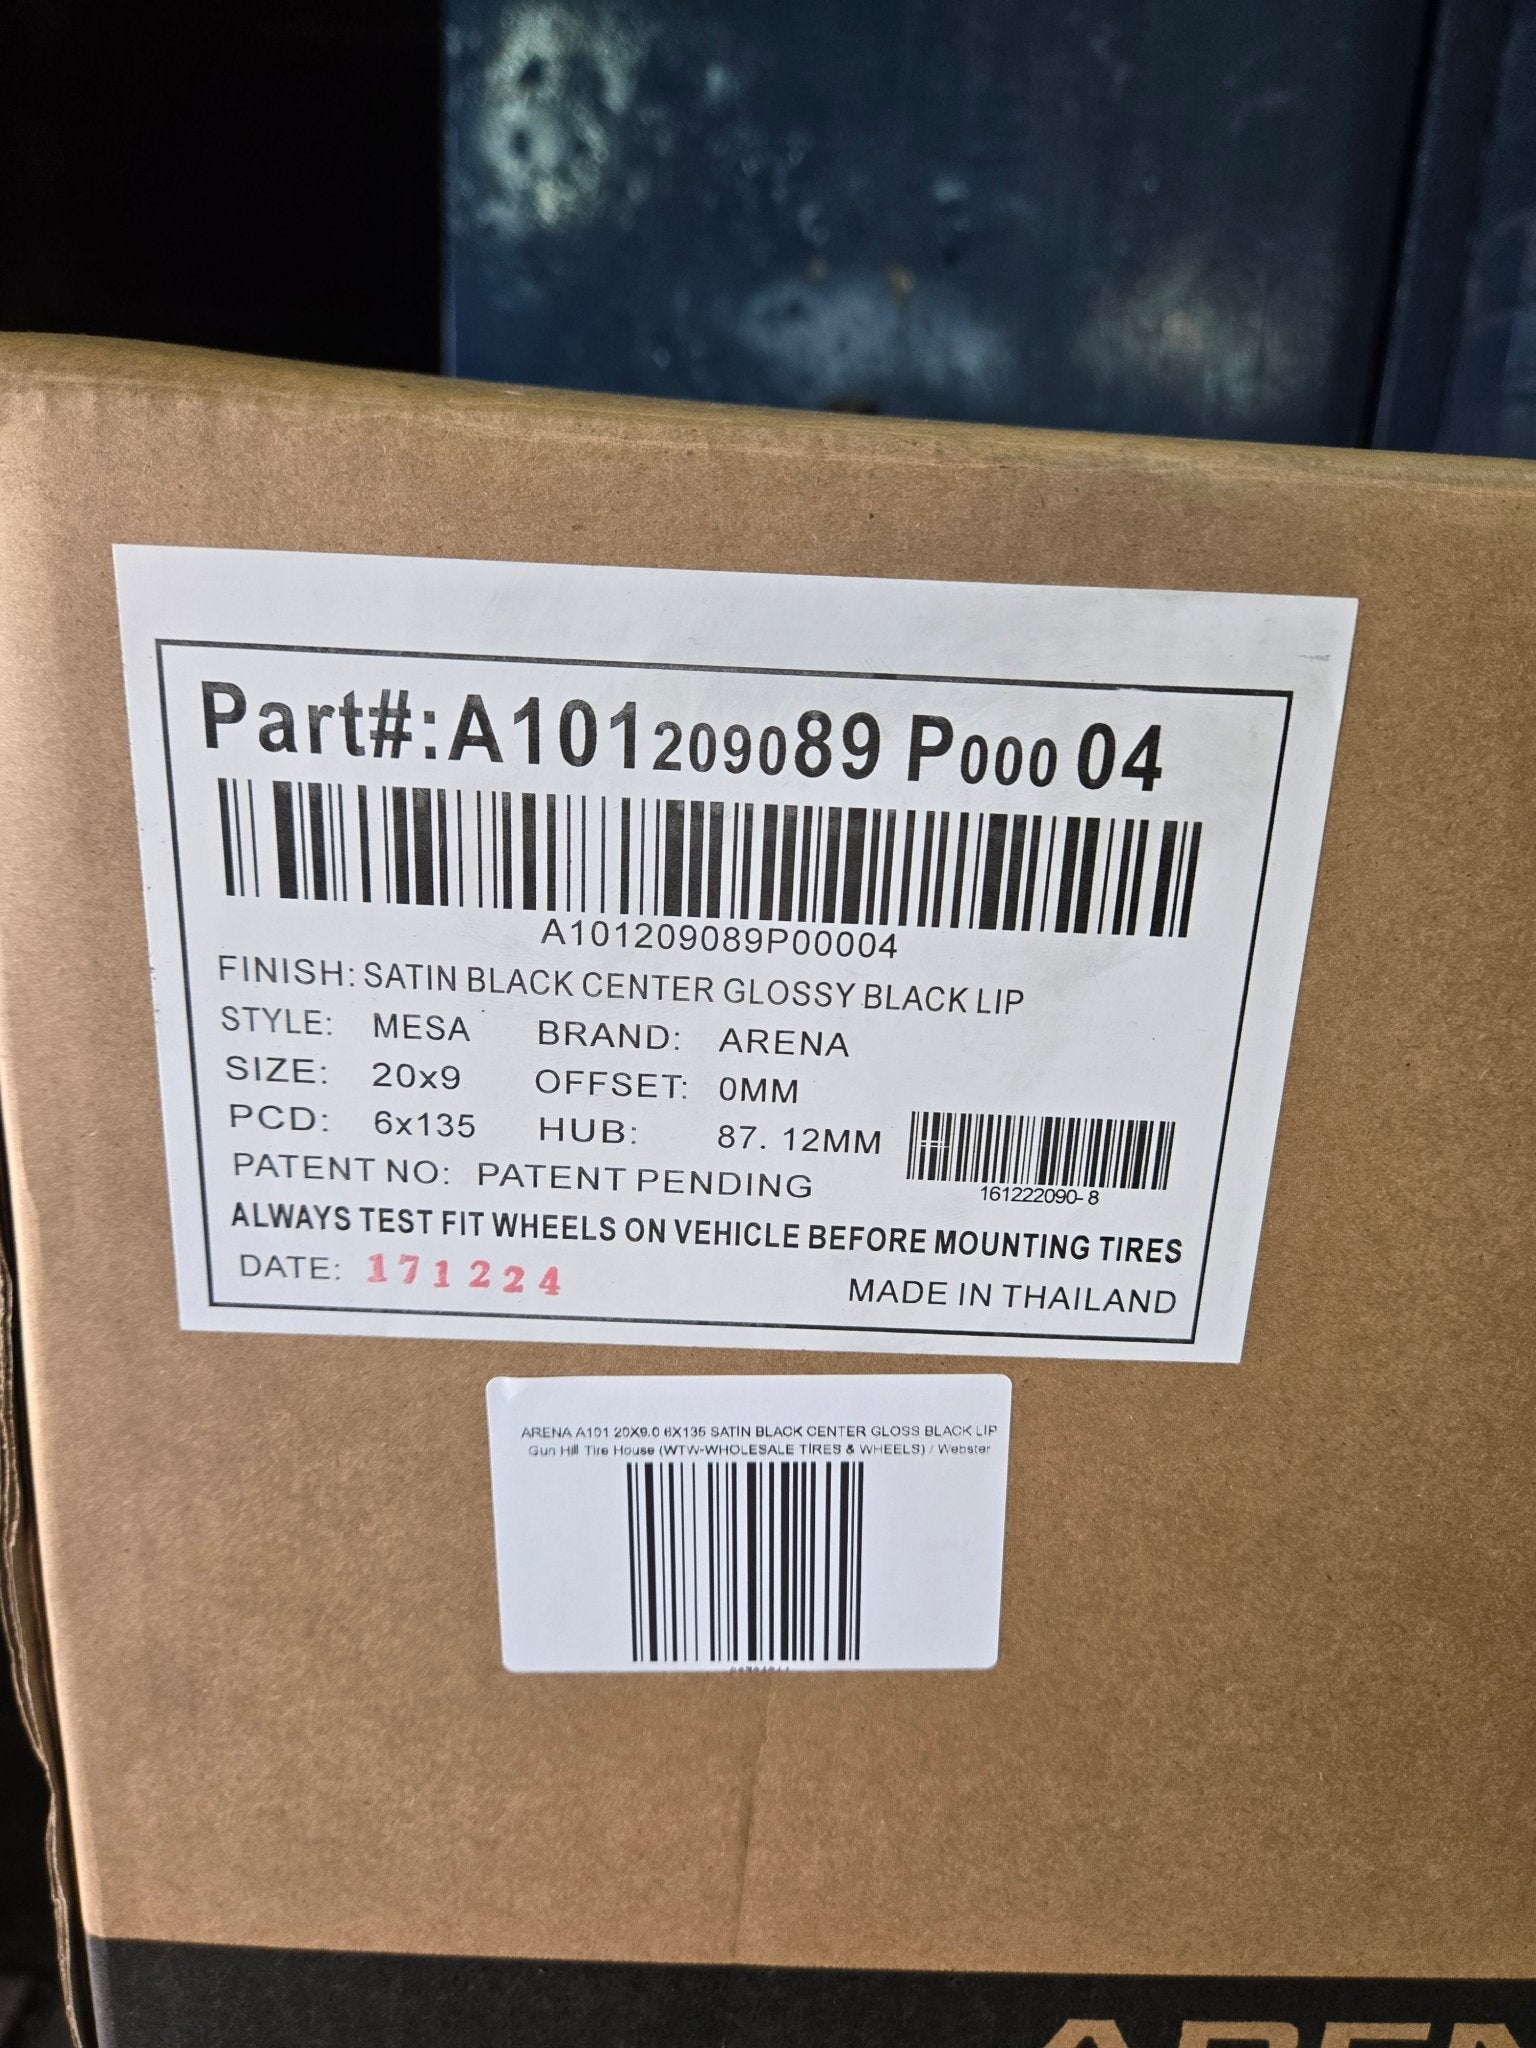 Part#:A101209089 P000 04
A101209089P00004
FINISH: SATIN BLACK CENTER GLOSSY BLACK LIP
STYLE: MESA BRAND: ARENA
SIZE: 20x9 OFFSET: 0MM
PCD: 6x135 HUB: 87. 12MM
161222090-8
PATENT NO: PATENT PENDING
ALWAYS TEST FIT WHEELS ON VEHICLE BEFORE MOUNTING TIRES
DATE: 171224
MADE IN THAILAND
ARENA A101 20X9.0 6X135 SATIN BLACK CENTER GLOSS BLACK LIP
Gun Hill Tire House (WTW-WHOLESALE TIRES & WHEELS) / Webster